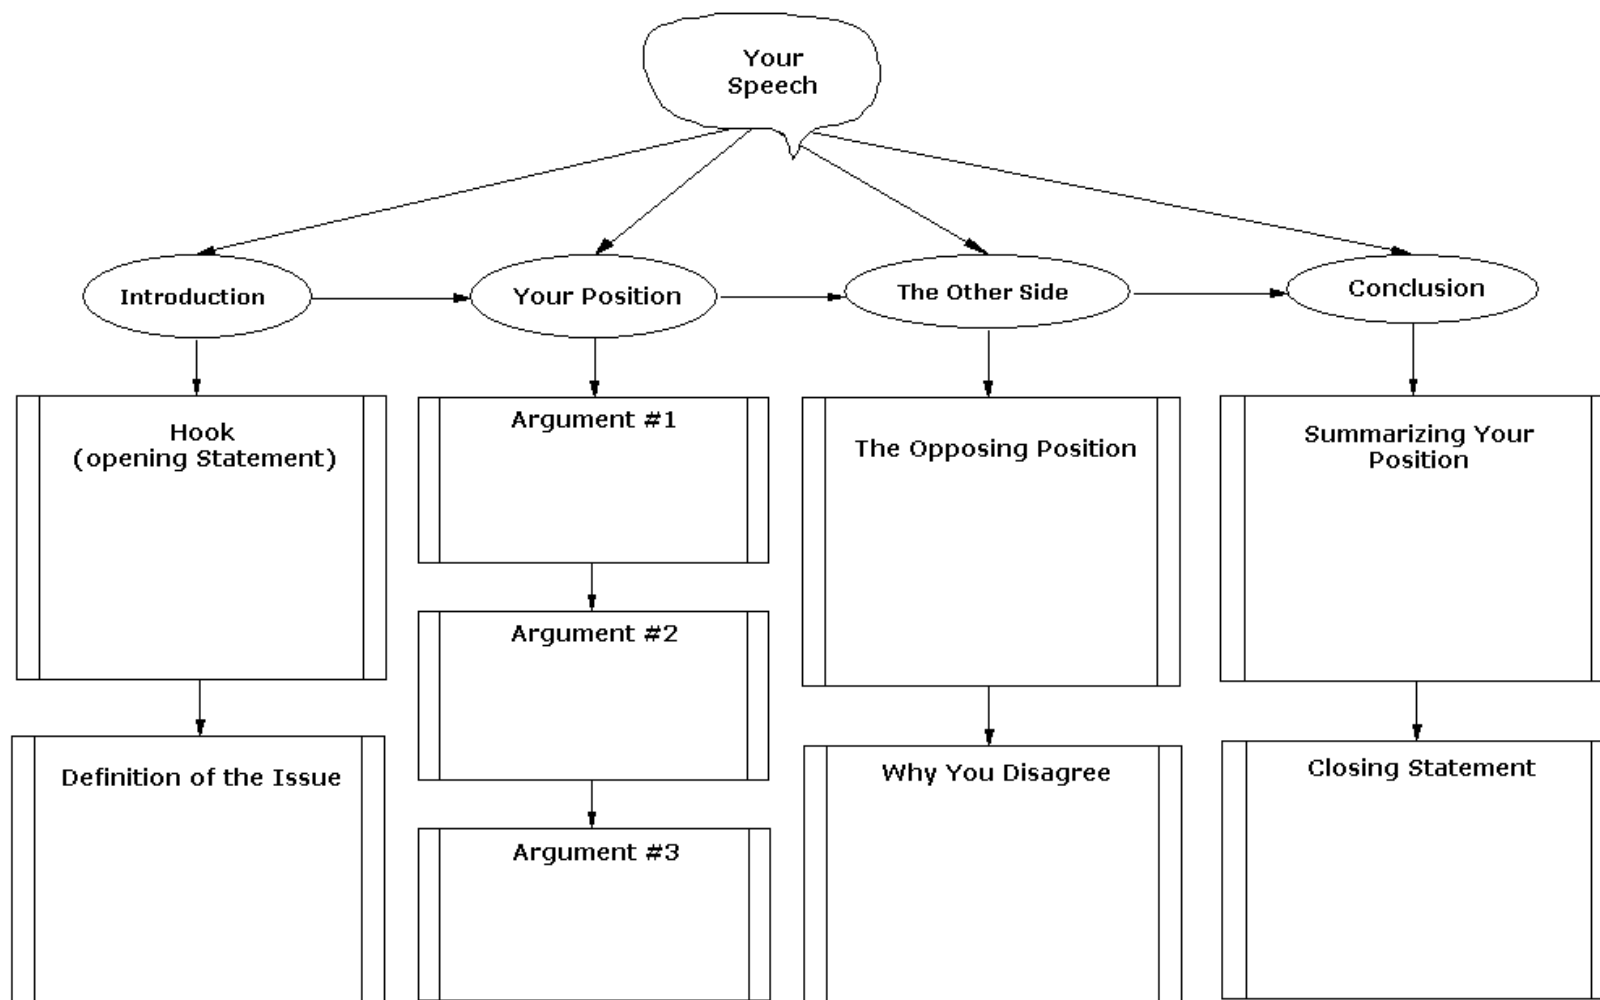 Your
Speech
Introduction
Your Position
The Other Side
Conclusion
Hook
(opening Statement)
Definition of the Issue
Argument #1
Argument #2
Argument #3
The Opposing Position
Why You Disagree
Summarizing Your
Position
Closing Statement